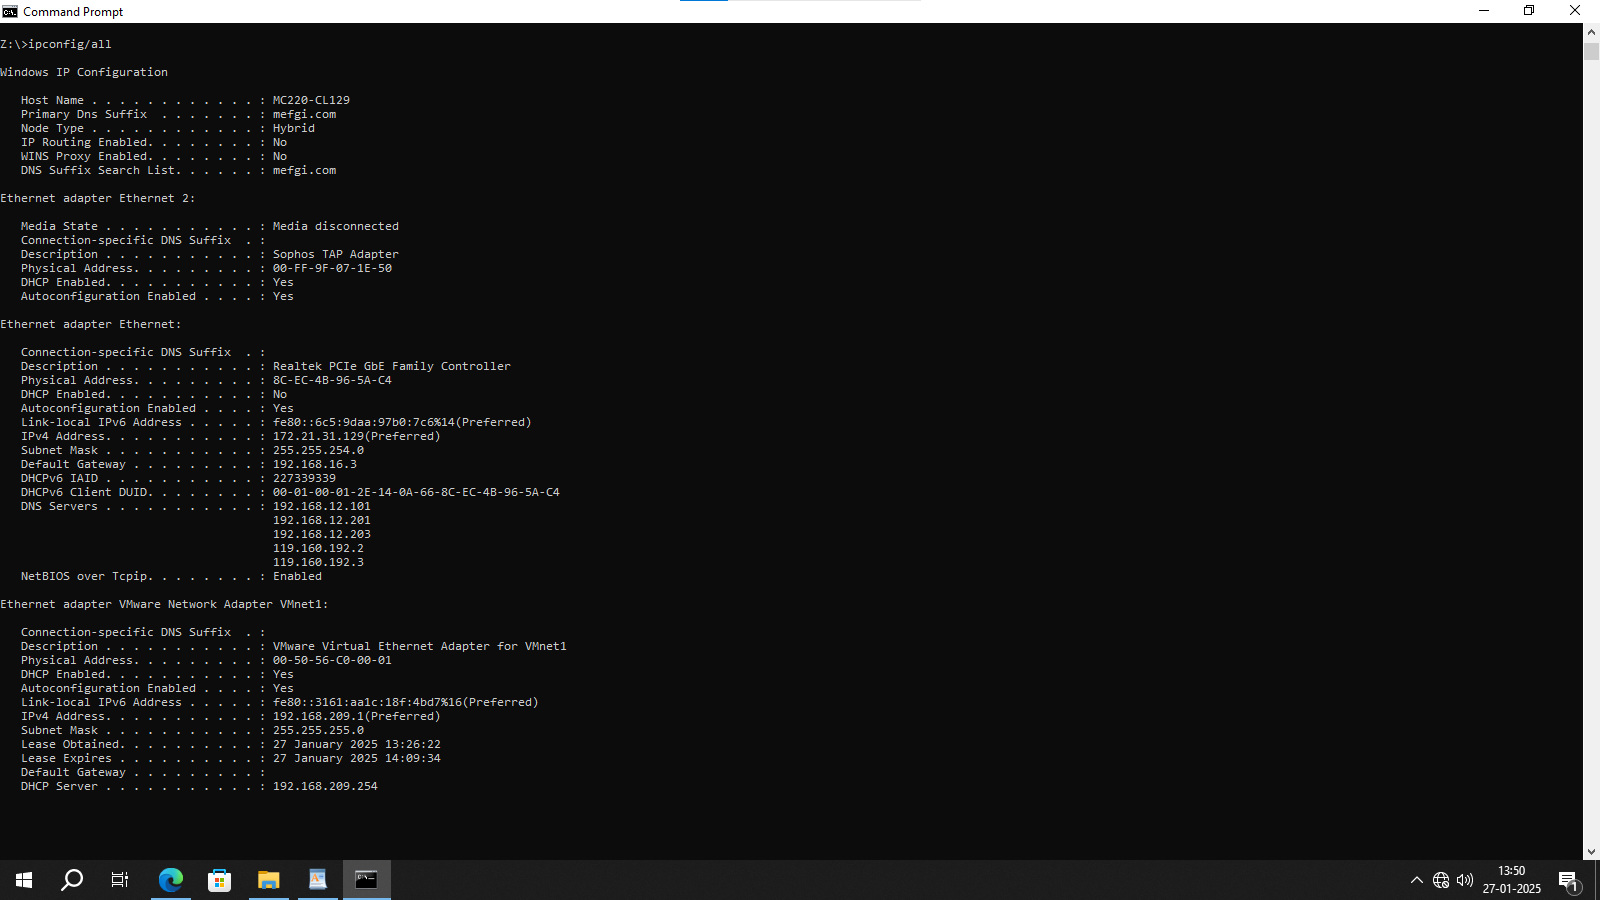 Command Prompt
Z:\>ipconfig/all
Windows IP Configuration
Host Name . . . . . . . . . . . . : MC220-CL129
Primary Dns Suffix  . . . . . . . : mefgi.com
Node Type . . . . . . . . . . . . : Hybrid
IP Routing Enabled. . . . . . . . : No
WINS Proxy Enabled. . . . . . . . : No
DNS Suffix Search List. . . . . . : mefgi.com
Ethernet adapter Ethernet 2:
Media State . . . . . . . . . . . : Media disconnected
Connection-specific DNS Suffix  . :
Description . . . . . . . . . . . : Sophos TAP Adapter
Physical Address. . . . . . . . . : 00-FF-9F-07-1E-50
DHCP Enabled. . . . . . . . . . . : Yes
Autoconfiguration Enabled . . . . : Yes
Ethernet adapter Ethernet:
Connection-specific DNS Suffix  . :
Description . . . . . . . . . . . : Realtek PCIe GbE Family Controller
Physical Address. . . . . . . . . : 8C-EC-4B-96-5A-C4
DHCP Enabled. . . . . . . . . . . : No
Autoconfiguration Enabled . . . . : Yes
Link-local IPv6 Address . . . . . : fe80::6c5:9daa:97b0:7c6%14(Preferred)
IPv4 Address. . . . . . . . . . . : 172.21.31.129(Preferred)
Subnet Mask . . . . . . . . . . . : 255.255.254.0
Default Gateway . . . . . . . . . : 192.168.16.3
DHCPv6 IAID . . . . . . . . . . . : 227339339
DHCPv6 Client DUID. . . . . . . . : 00-01-00-01-2E-14-0A-66-8C-EC-4B-96-5A-C4
DNS Servers . . . . . . . . . . . : 192.168.12.101
192.168.12.201
192.168.12.203
119.160.192.2
119.160.192.3
NetBIOS over Tcpip. . . . . . . . : Enabled
Ethernet adapter VMware Network Adapter VMnet1:
Connection-specific DNS Suffix  . :
Description . . . . . . . . . . . : VMware Virtual Ethernet Adapter for VMnet1
Physical Address. . . . . . . . . : 00-50-56-C0-00-01
DHCP Enabled. . . . . . . . . . . : Yes
Autoconfiguration Enabled . . . . : Yes
Link-local IPv6 Address . . . . . : fe80::3161:aa1c:18f:4bd7%16(Preferred)
IPv4 Address. . . . . . . . . . . : 192.168.209.1(Preferred)
Subnet Mask . . . . . . . . . . . : 255.255.255.0
Lease Obtained. . . . . . . . . . : 27 January 2025 13:26:22
Lease Expires . . . . . . . . . . : 27 January 2025 14:09:34
Default Gateway . . . . . . . . . :
DHCP Server . . . . . . . . . . . : 192.168.209.254
13:50
27-01-2025
1